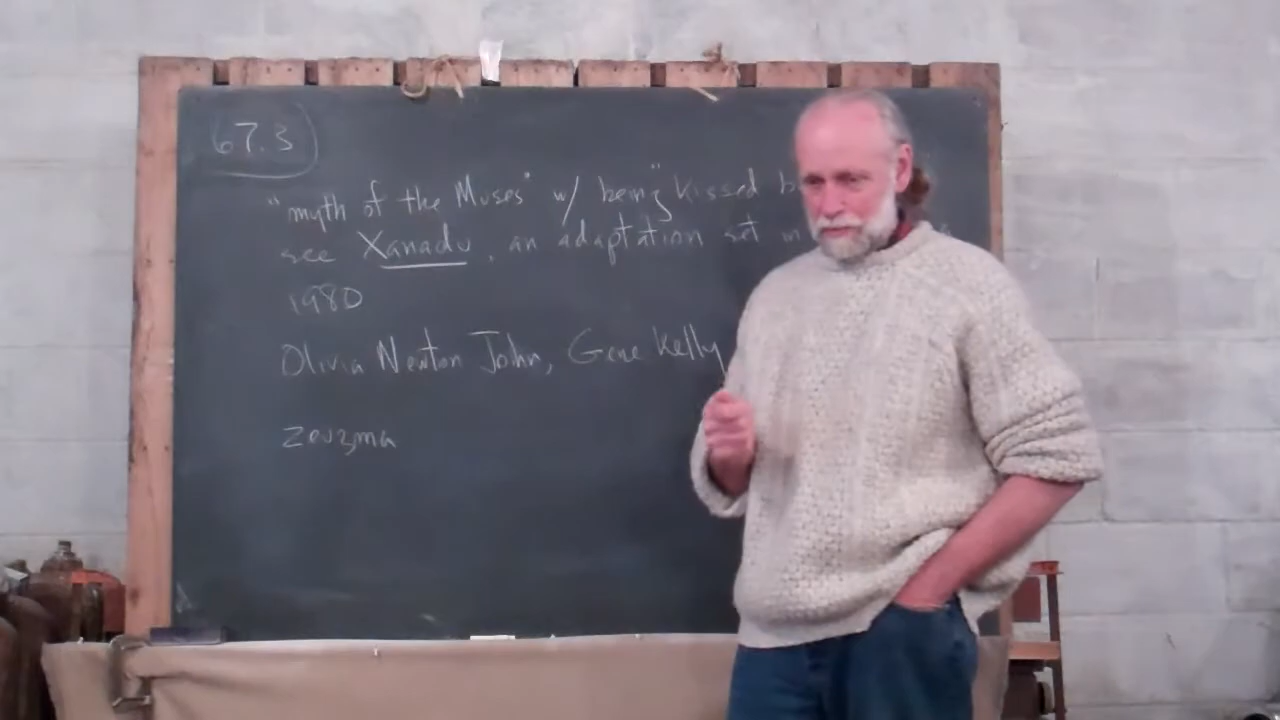 67.3
"myth of the Muses" w/ being "kissed b
see Xanadu, an adaptation set in
1980
Olivia Newton John, Gene Kelly
zeugma